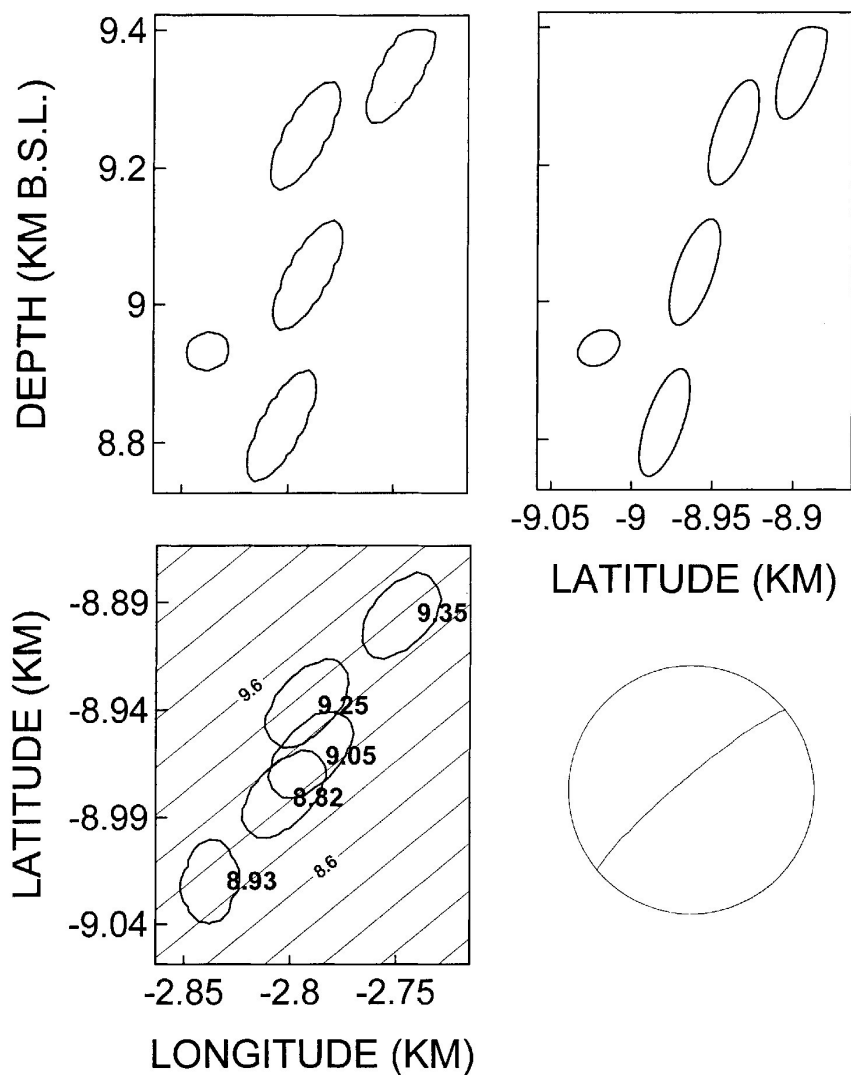 DEPTH (KM B.S.L.)
9.4
9.2
9
8.8
-9.05 -9 -8.95 -8.9
LATITUDE (KM)
LATITUDE (KM)
-8.89
-8.94
-8.99
-9.04
9.35
9.6
9.25
9.05
8.82
8.6
8.93
-2.85 -2.8 -2.75
LONGITUDE (KM)